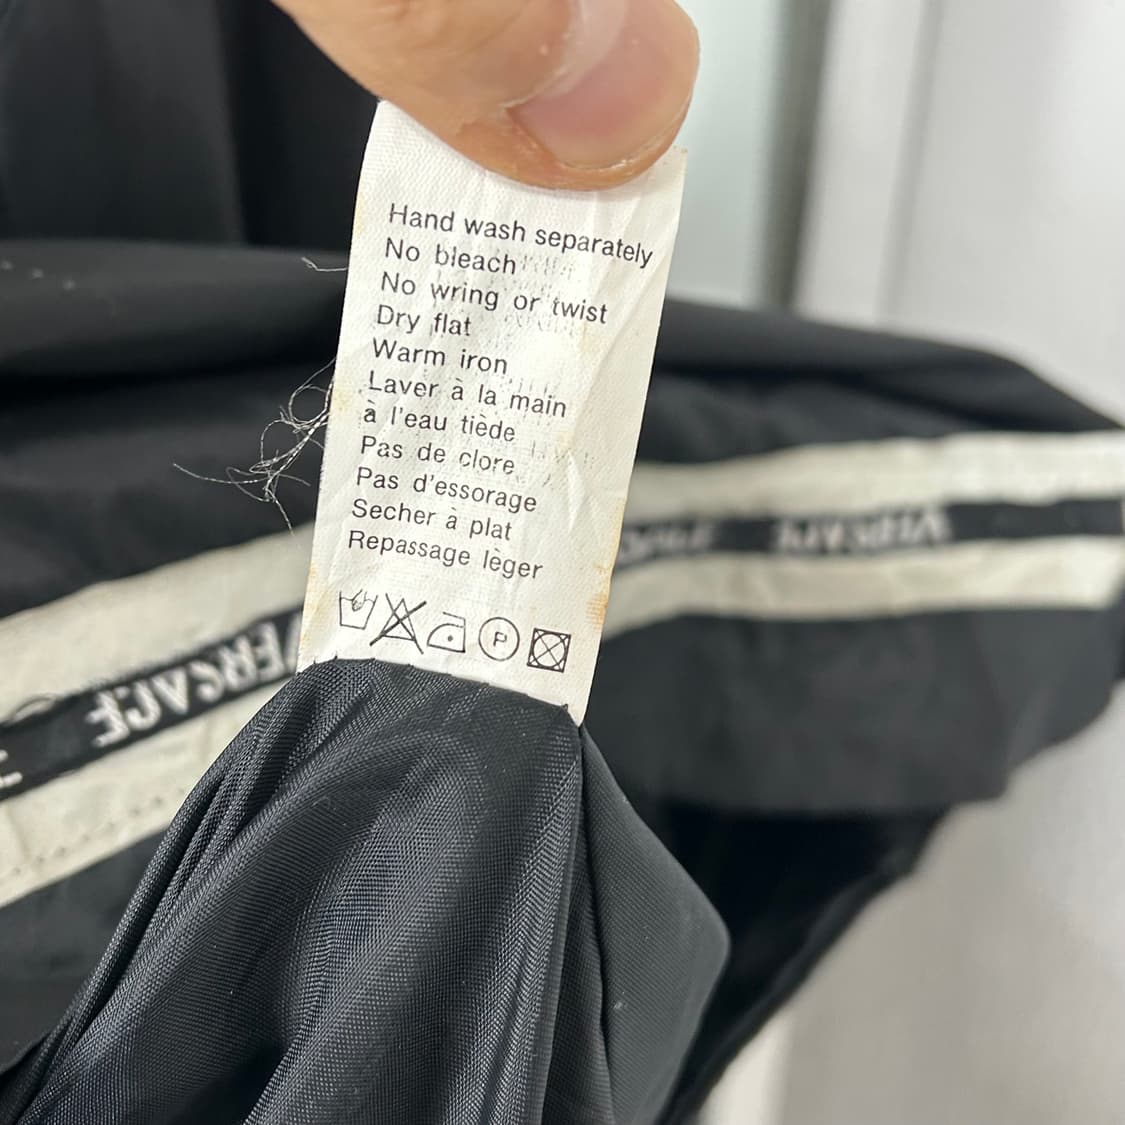 Hand wash separately
No bleach
No wring or twist
Dry flat
Warm iron
Laver à la main
à l'eau tiède
Pas de clore
Pas d'essorage
Secher à plat
Repassage lèger
P
VERSACE
VERSACE